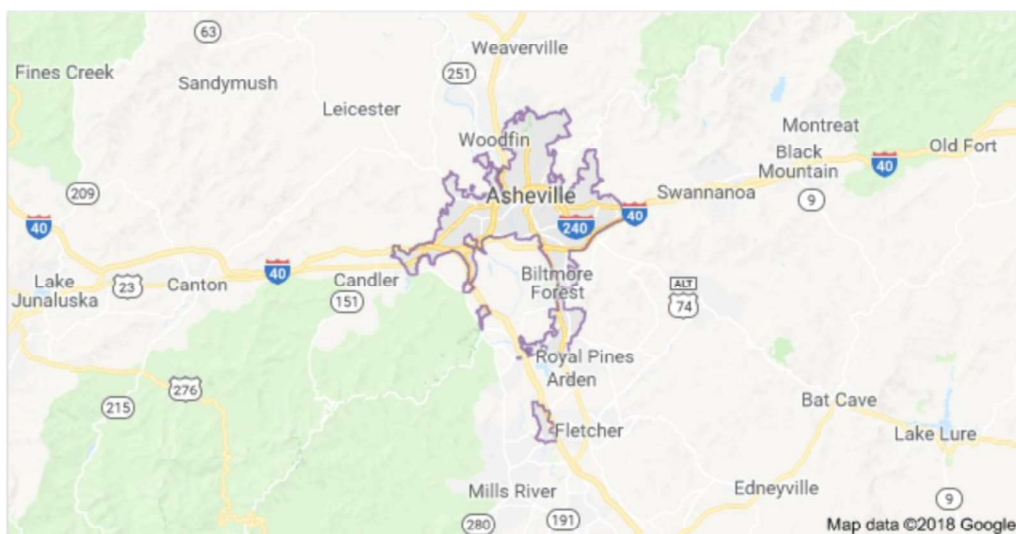 63
Weaverville
Fines Creek
251
Sandymush
Leicester
Montreat
Woodfin
Old Fort
Black
Mountain
40
209
Swannanoa
9
Asheville
40
240
40
Lake
Junaluska
23
Canton
40
Candler
151
Biltmore
Forest
ALT
74
Royal Pines
Arden
276
215
Bat Cave
Fletcher
Lake Lure
Mills River
Edneyville
9
280
191
Map data ©2018 Google